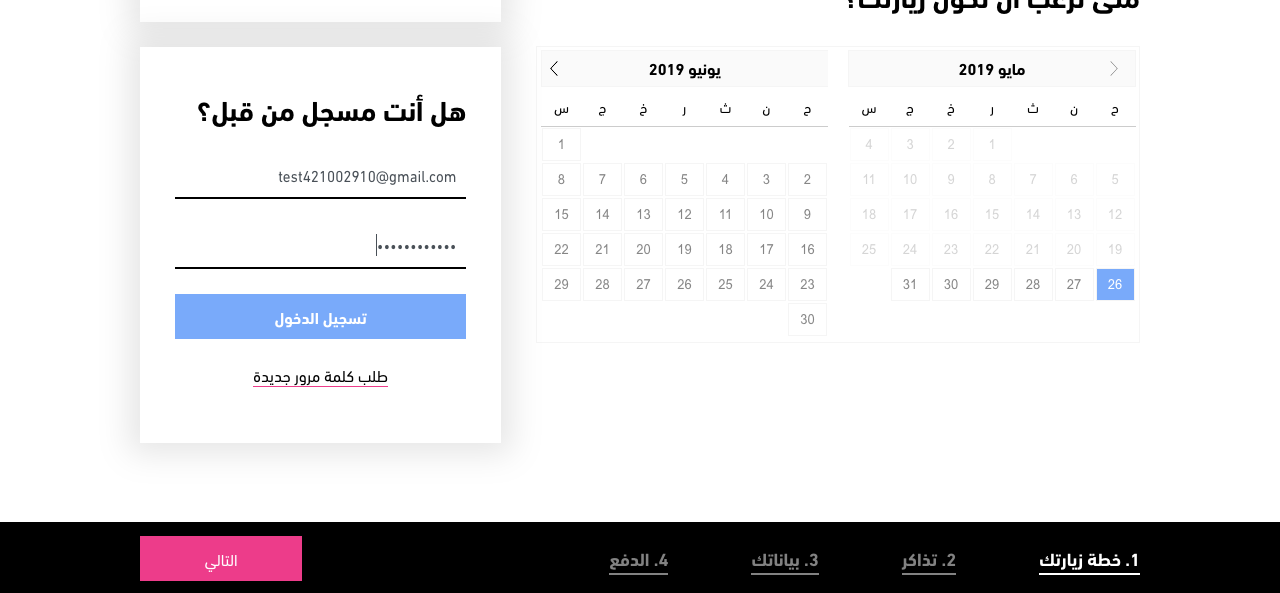 متى ترغب أن تكون زيارتك؟
مايو 2019
ح ن ث ر خ ج س
1 2 3 4
5 6 7 8 9 10 11
12 13 14 15 16 17 18
19 20 21 22 23 24 25
26 27 28 29 30 31
يونيو 2019
ح ن ث ر خ ج س
1
2 3 4 5 6 7 8
9 10 11 12 13 14 15
16 17 18 19 20 21 22
23 24 25 26 27 28 29
30
هل أنت مسجل من قبل؟
test421002910@gmail.com
••••••••••••
تسجيل الدخول
طلب كلمة مرور جديدة
1. خطة زيارتك
2. تذاكر
3. بياناتك
4. الدفع
التالي